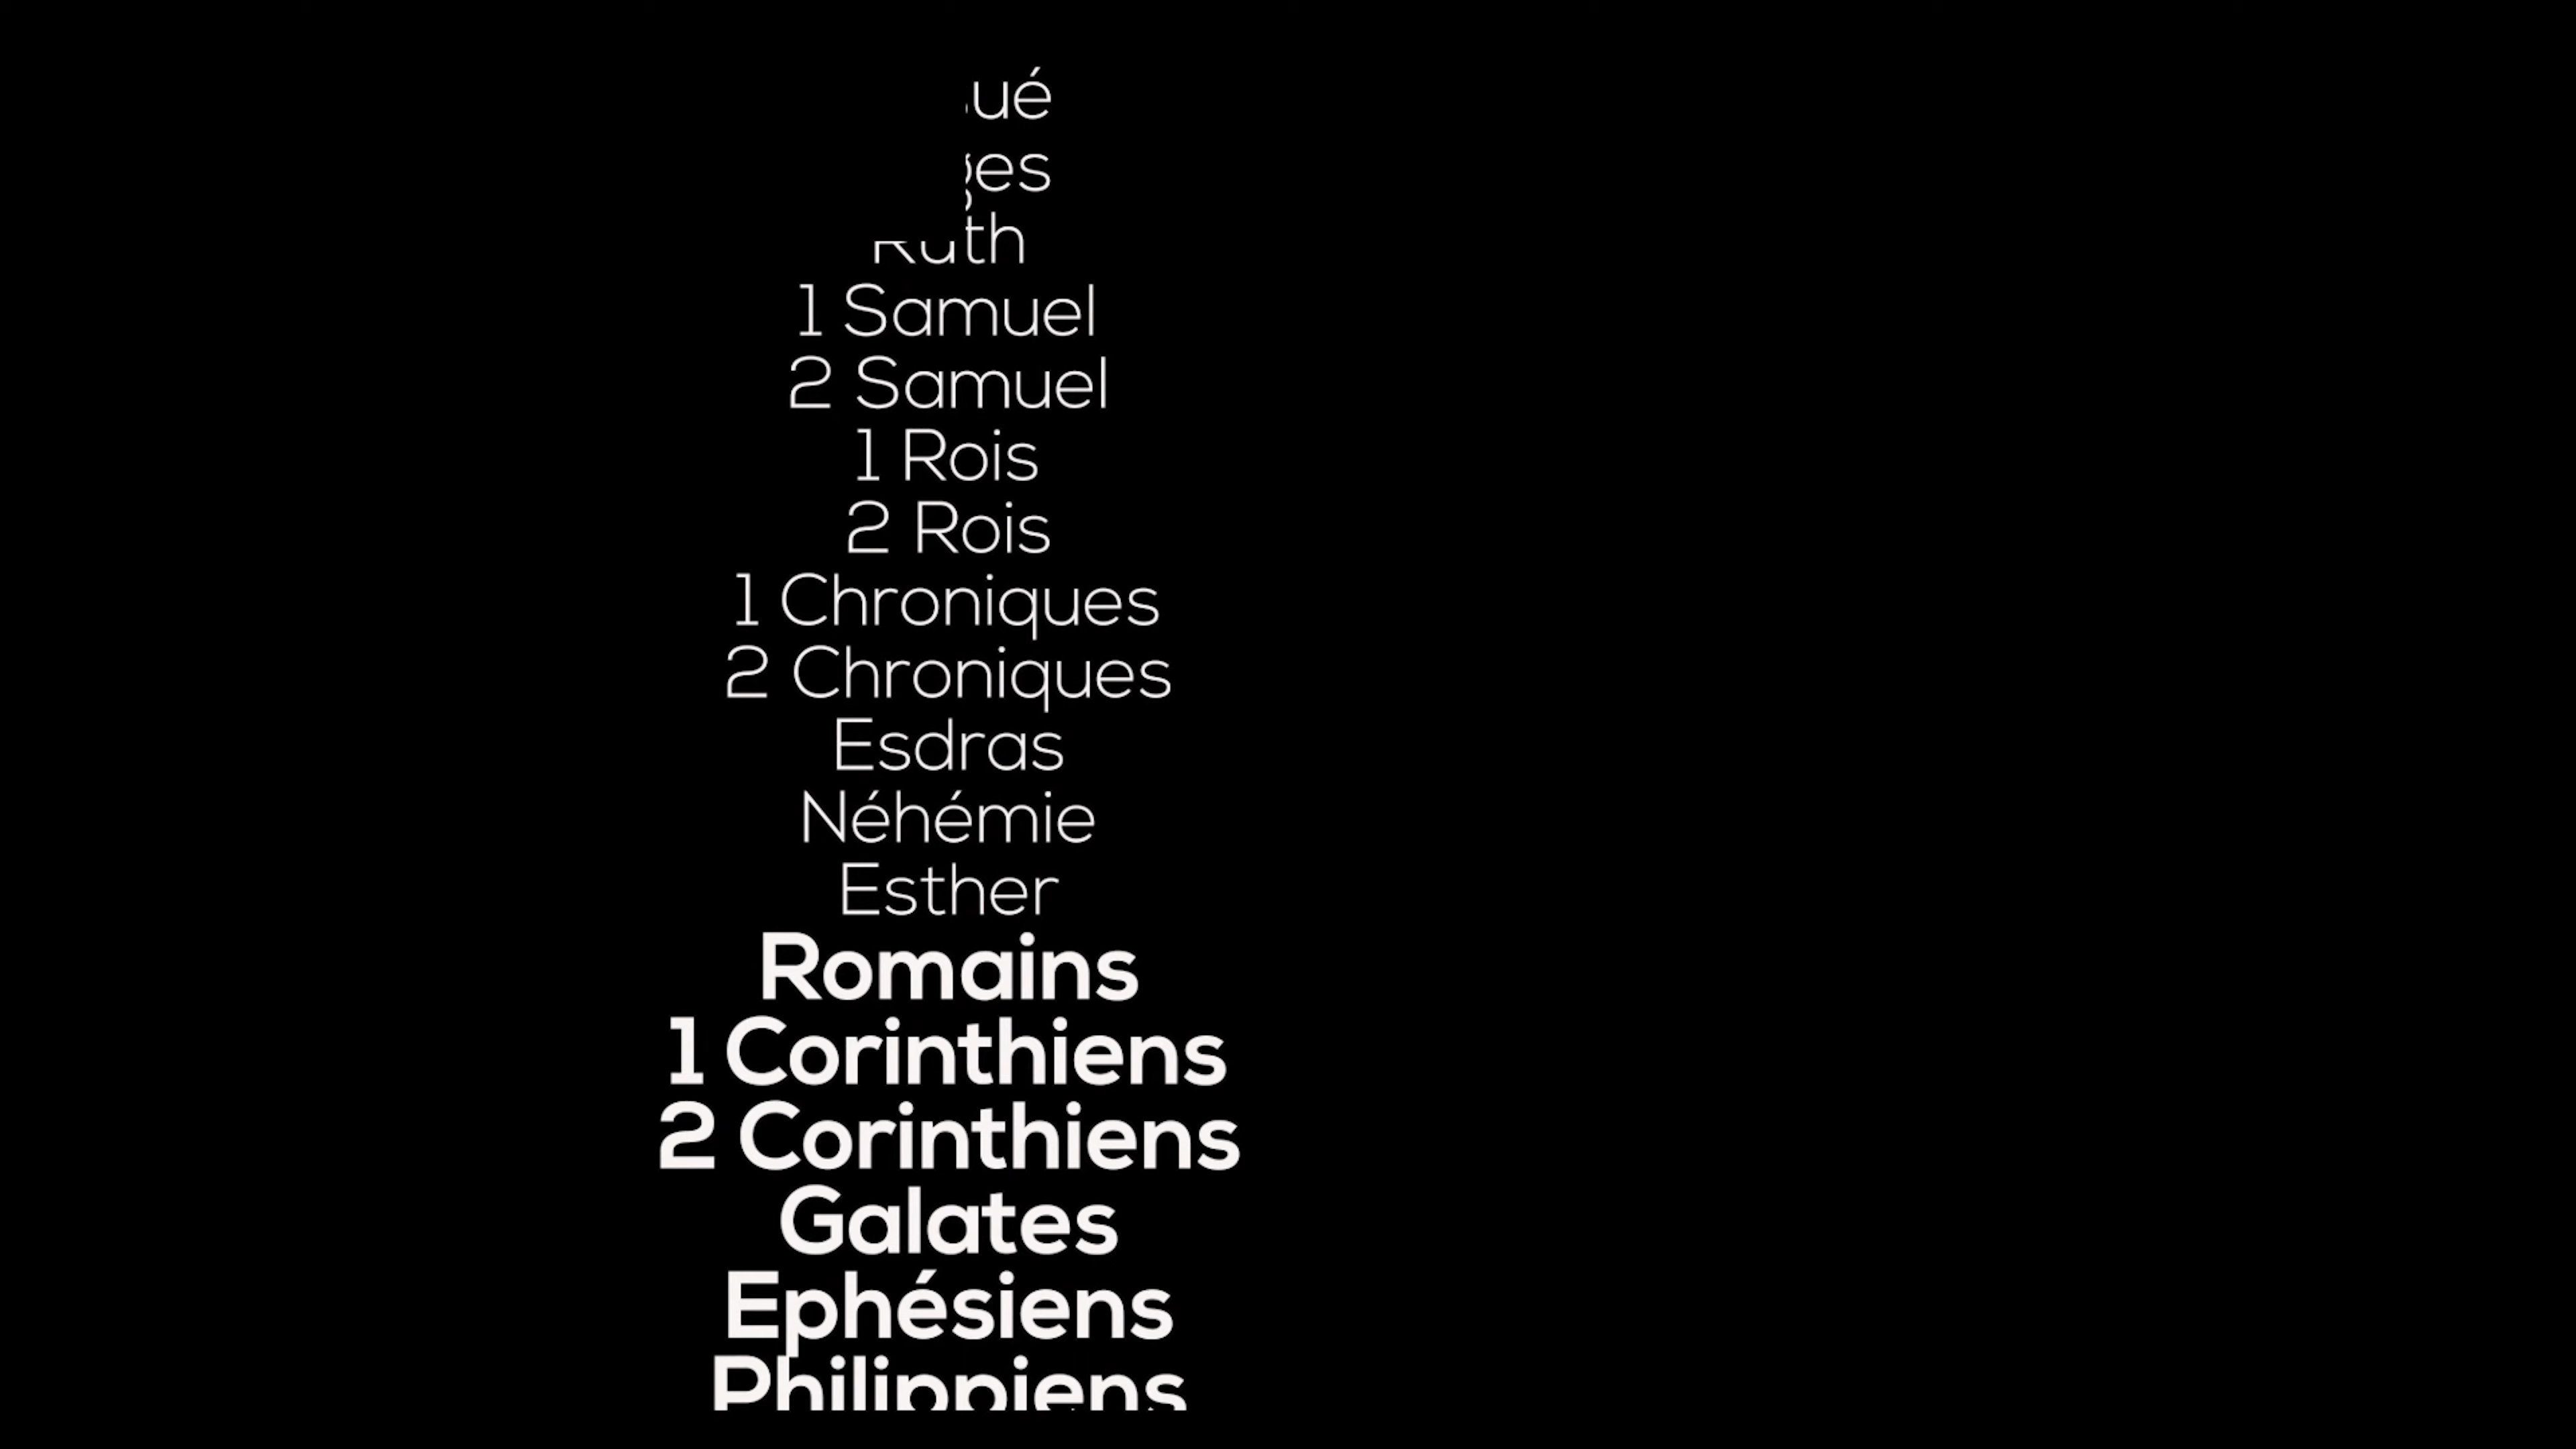 Ruth
1 Samuel
2 Samuel
1 Rois
2 Rois
1 Chroniques
2 Chroniques
Esdras
Néhémie
Esther
Romains
1 Corinthiens
2 Corinthiens
Galates
Ephésiens
Philippiens